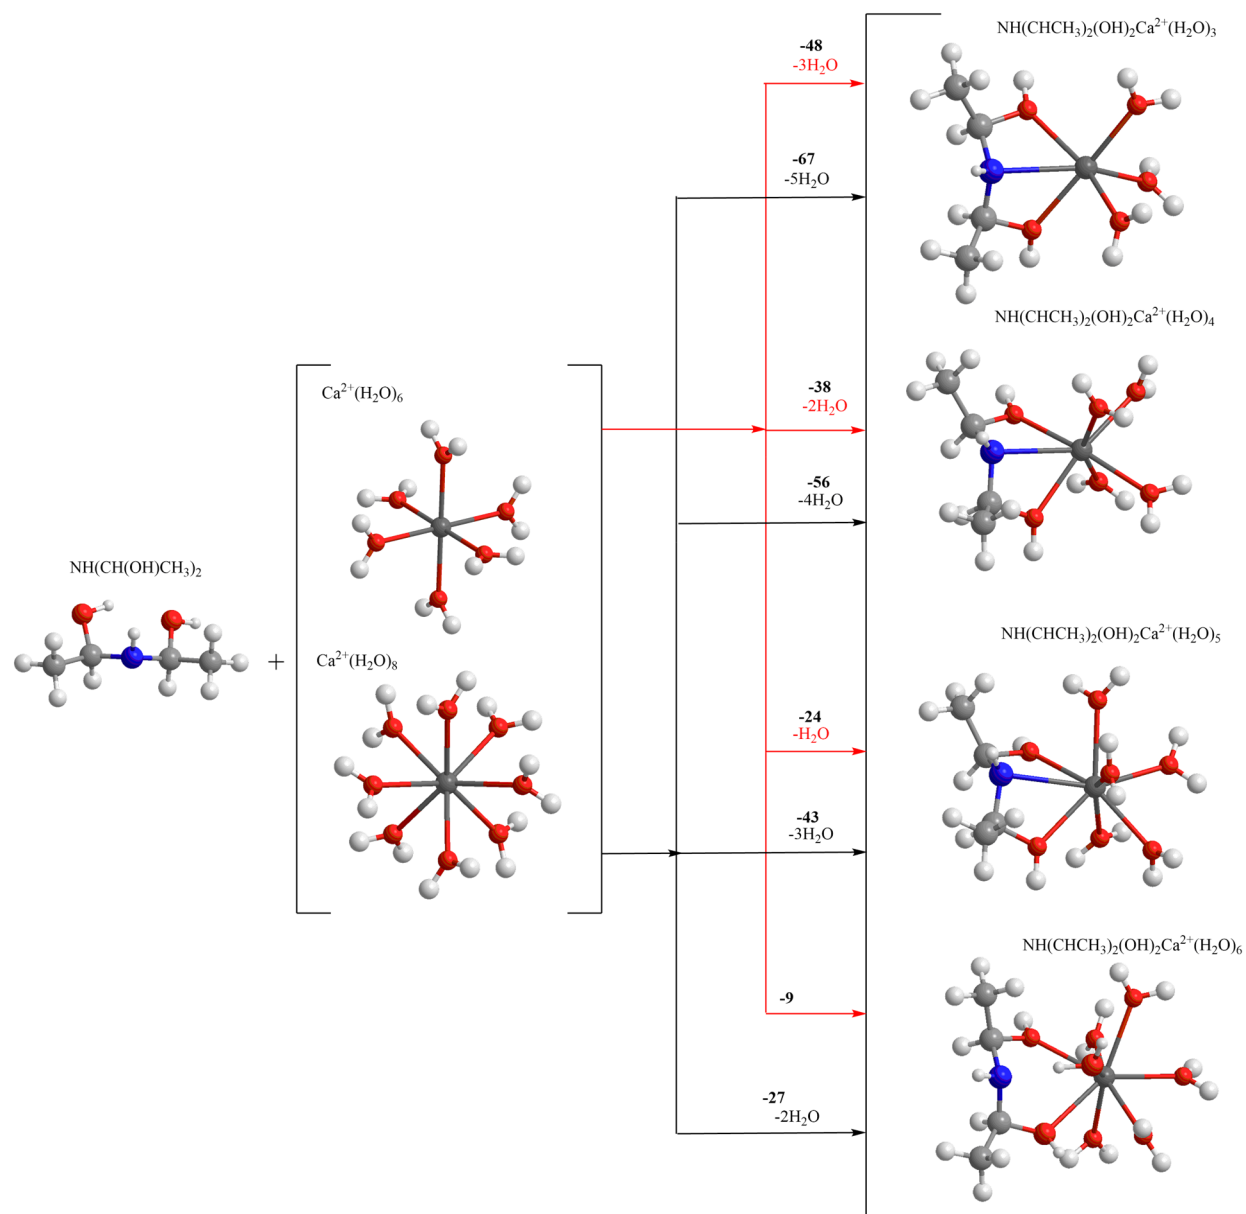 NH(CHCH₃)₂(OH)₂Ca²⁺(H₂O)₃
-48
-3H₂O
-67
-5H₂O
NH(CHCH₃)₂(OH)₂Ca²⁺(H₂O)₄
Ca²⁺(H₂O)₆
-38
-2H₂O
-56
-4H₂O
NH(CH(OH)CH₃)₂
+
Ca²⁺(H₂O)₈
NH(CHCH₃)₂(OH)₂Ca²⁺(H₂O)₅
-24
-H₂O
-43
-3H₂O
NH(CHCH₃)₂(OH)₂Ca²⁺(H₂O)₆
-9
-27
-2H₂O